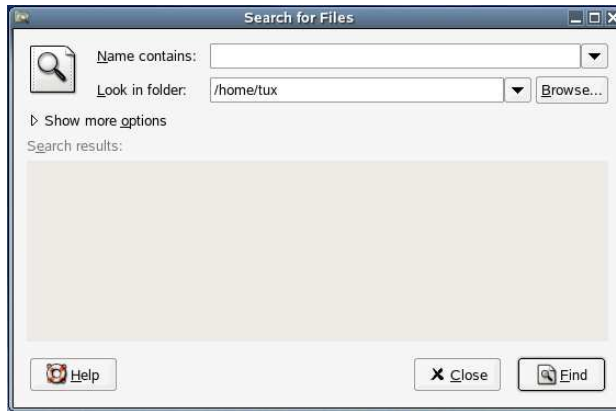 Search for Files
Name contains:
Look in folder: /home/tux Browse...
Show more options
Search results:
Help Close Find